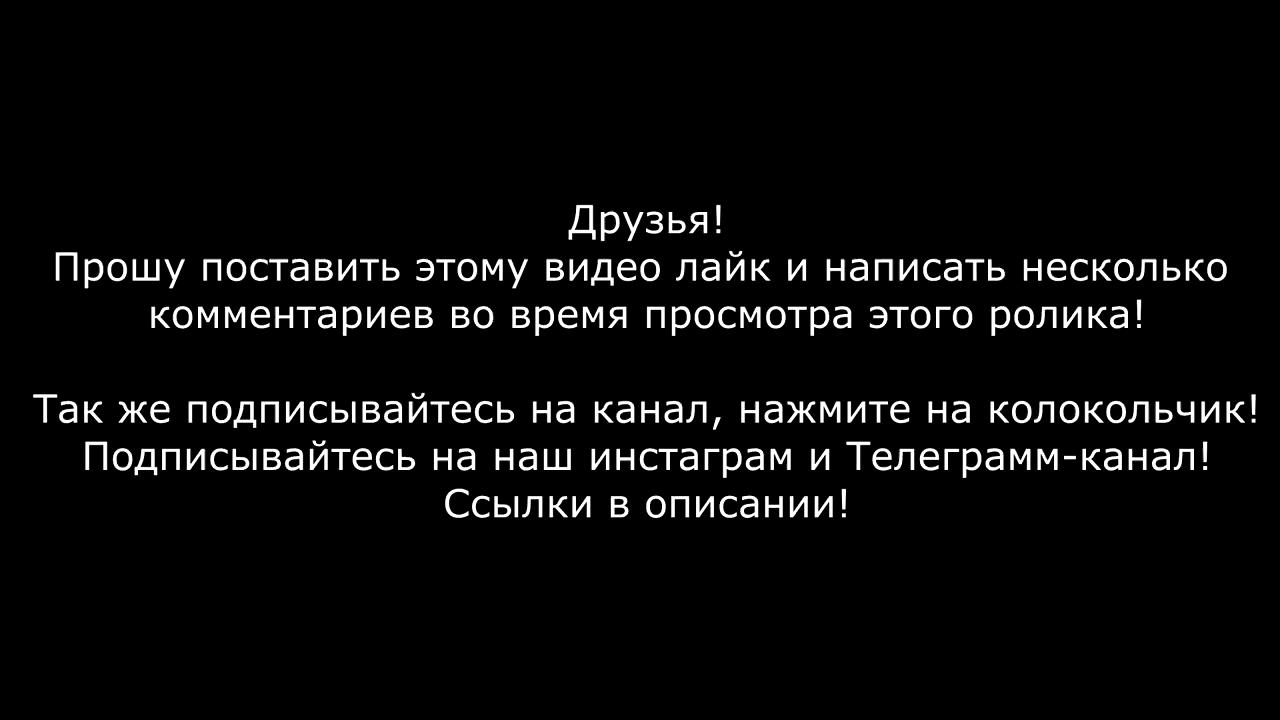 Друзья!
Прошу поставить этому видео лайк и написать несколько
комментариев во время просмотра этого ролика!
Так же подписывайтесь на канал, нажмите на колокольчик!
Подписывайтесь на наш инстаграм и Телеграмм-канал!
Ссылки в описании!